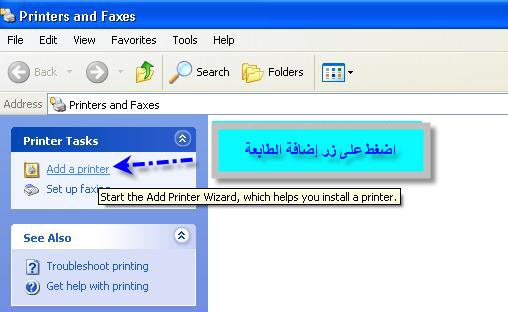 Printers and Faxes
File Edit View Favorites Tools Help
Back Search Folders
Address Printers and Faxes
Printer Tasks
اضغط على زر إضافة الطابعة
Add a printer
Set up faxing
Start the Add Printer Wizard, which helps you install a printer.
See Also
Troubleshoot printing
Get help with printing